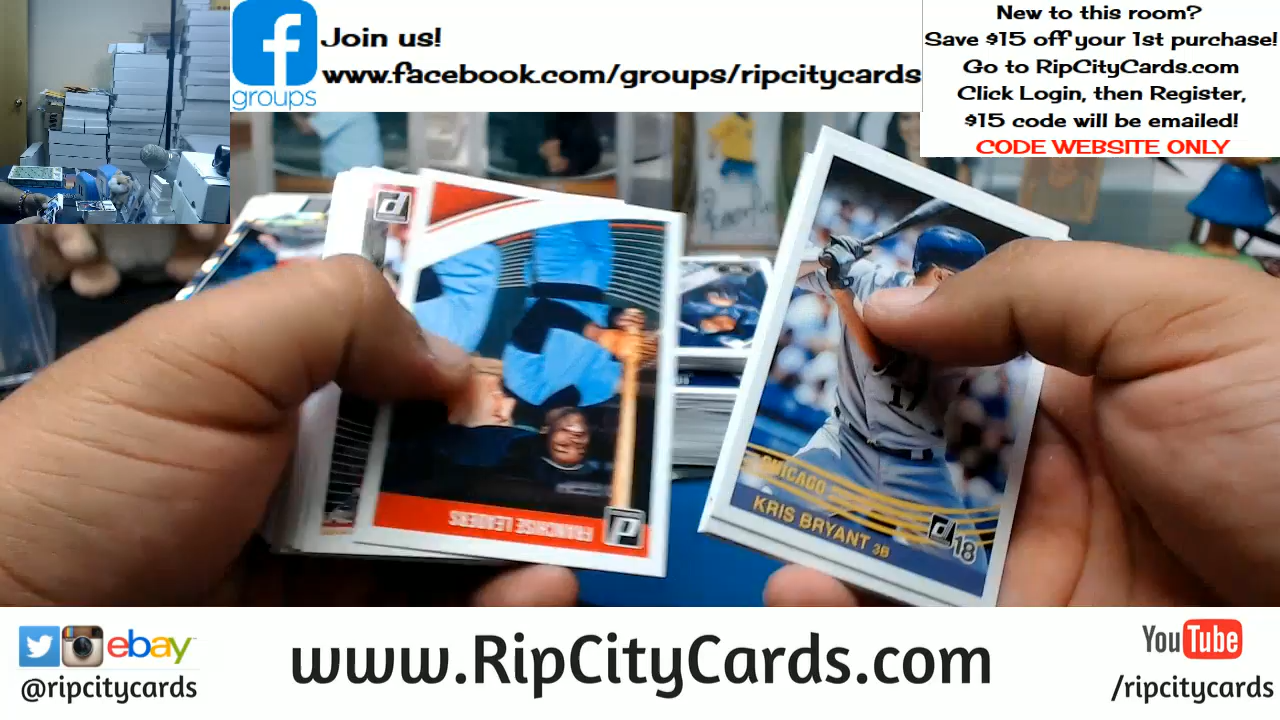 Join us!
www.facebook.com/groups/ripcitycards
groups
New to this room?
Save $15 off your 1st purchase!
Go to RipCityCards.com
Click Login, then Register,
$15 code will be emailed!
CODE WEBSITE ONLY
FRANCHISE LEADERS
17
CHICAGO
KRIS BRYANT 3B
d 18
ebay
@ripcitycards
www.RipCityCards.com
YouTube
/ripcitycards